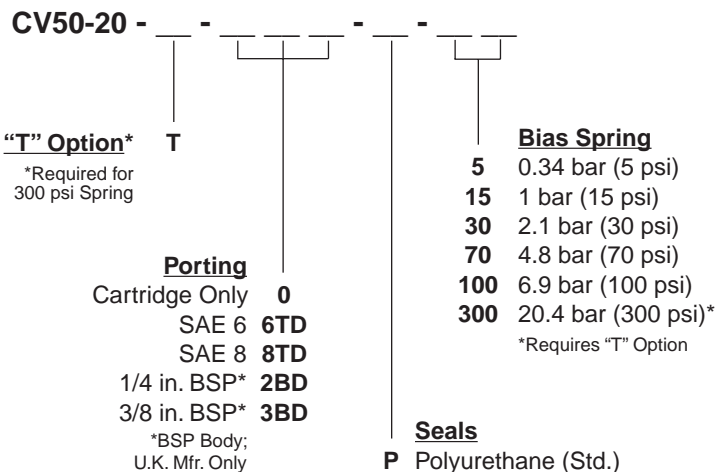 CV50-20 - __ - __ __ __ - __ - __ __
"T" Option* T
*Required for
300 psi Spring
Porting
Cartridge Only 0
SAE 6 6TD
SAE 8 8TD
1/4 in. BSP* 2BD
3/8 in. BSP* 3BD
*BSP Body;
U.K. Mfr. Only
Bias Spring
5 0.34 bar (5 psi)
15 1 bar (15 psi)
30 2.1 bar (30 psi)
70 4.8 bar (70 psi)
100 6.9 bar (100 psi)
300 20.4 bar (300 psi)*
*Requires "T" Option
Seals
P Polyurethane (Std.)